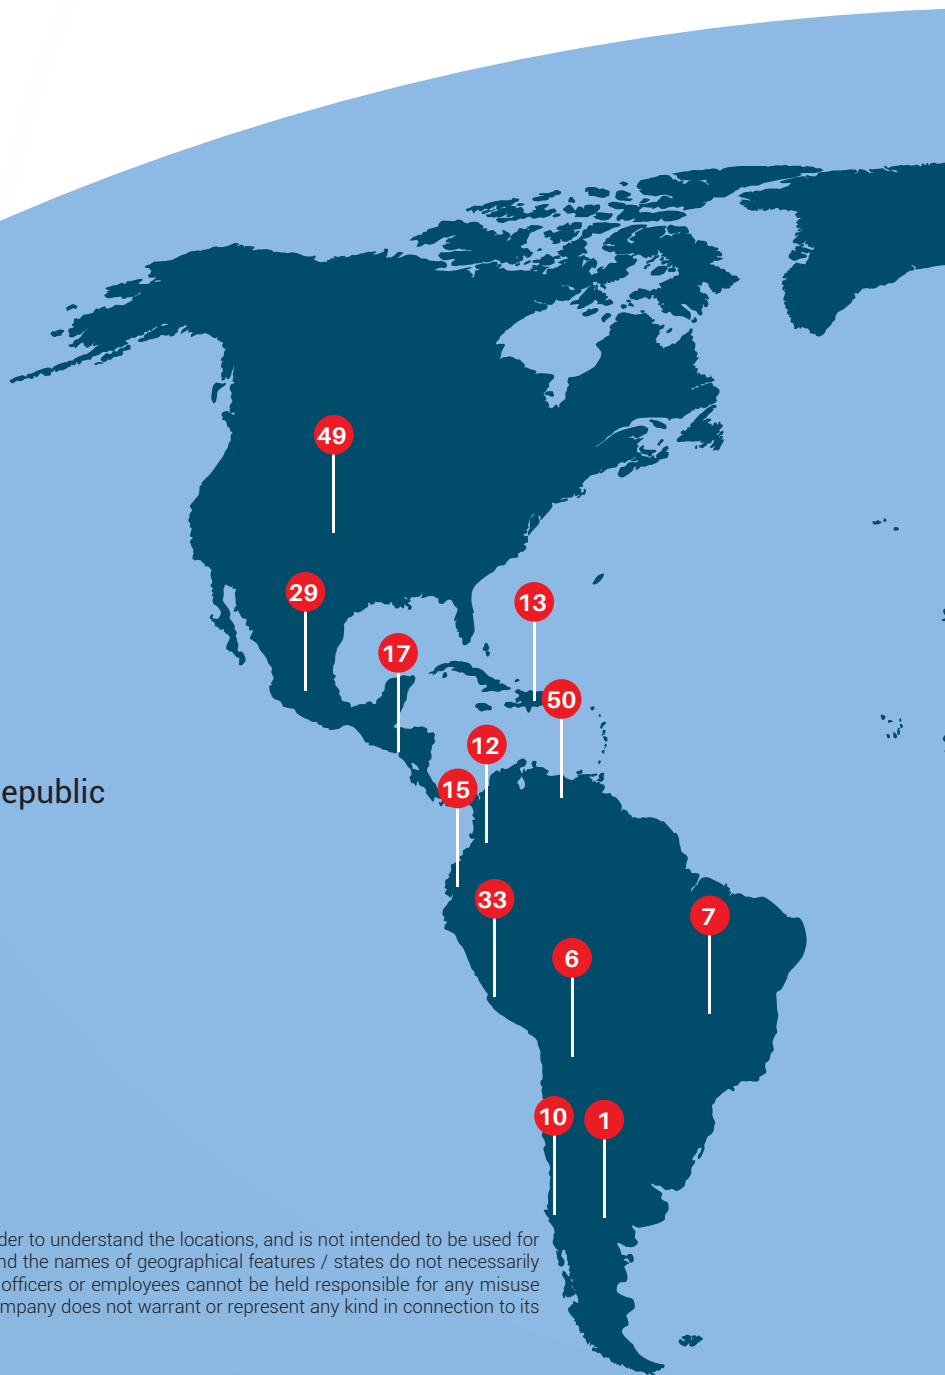 49
29
13
17
50
12
15
epublic
33
7
6
10
1
der to understand the locations, and is not intended to be used for
nd the names of geographical features / states do not necessarily
officers or employees cannot be held responsible for any misuse
mpany does not warrant or represent any kind in connection to its